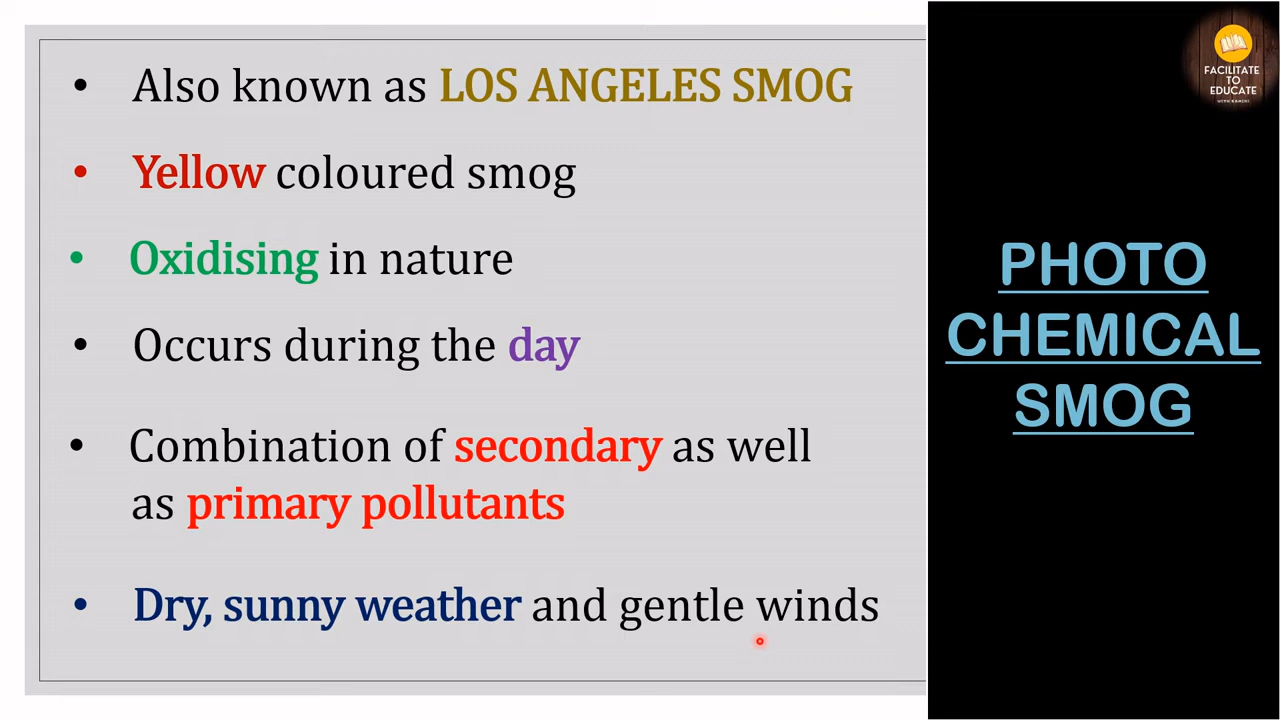 • Also known as LOS ANGELES SMOG
• Yellow coloured smog
• Oxidising in nature
• Occurs during the day
• Combination of secondary as well
as primary pollutants
• Dry, sunny weather and gentle winds
FACILITATE
TO
EDUCATE
PHOTO
CHEMICAL
SMOG